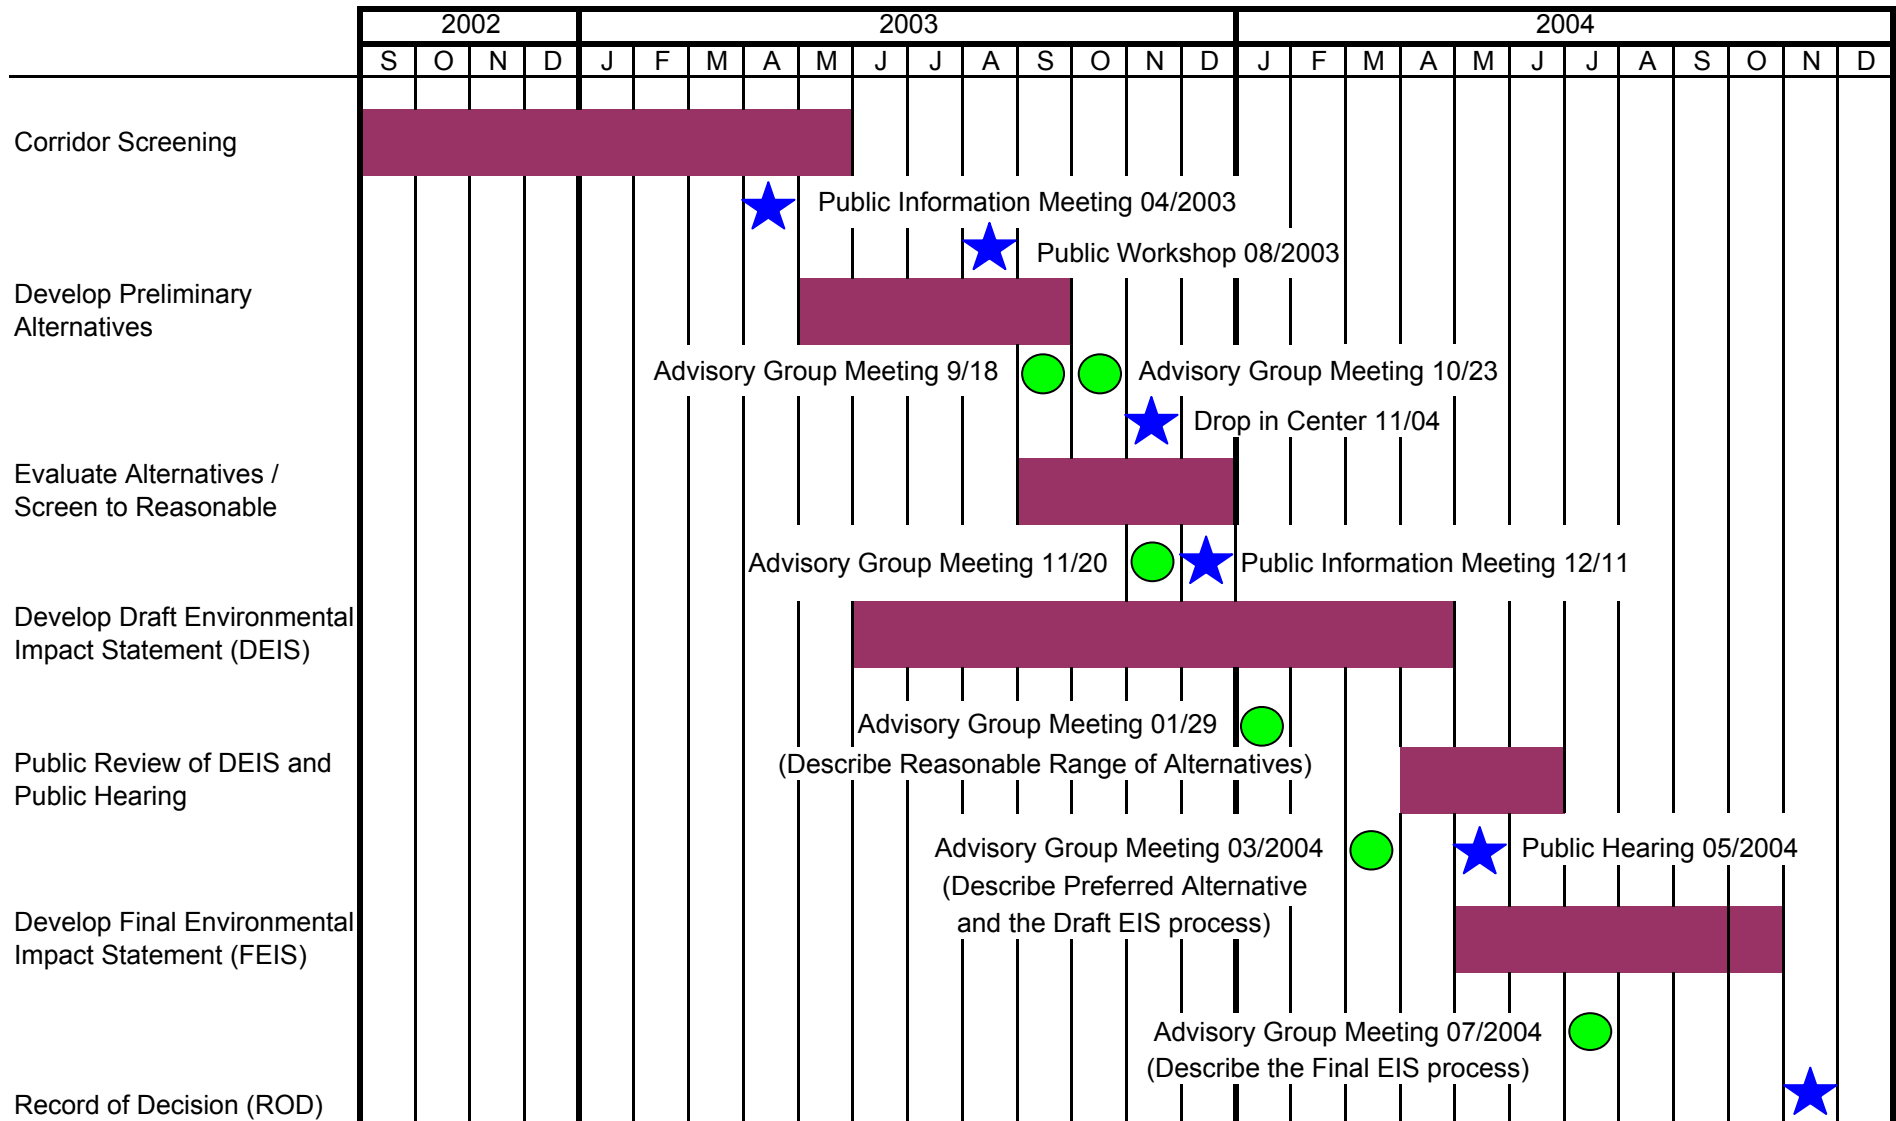 2002 2003 2004
S O N D J F M A M J J A S O N D J F M A M J J A S O N D
Corridor Screening
Public Information Meeting 04/2003
Public Workshop 08/2003
Develop Preliminary
Alternatives
Advisory Group Meeting 9/18 Advisory Group Meeting 10/23
Drop in Center 11/04
Evaluate Alternatives /
Screen to Reasonable
Advisory Group Meeting 11/20 Public Information Meeting 12/11
Develop Draft Environmental
Impact Statement (DEIS)
Advisory Group Meeting 01/29
(Describe Reasonable Range of Alternatives)
Public Review of DEIS and
Public Hearing
Advisory Group Meeting 03/2004 Public Hearing 05/2004
(Describe Preferred Alternative
and the Draft EIS process)
Develop Final Environmental
Impact Statement (FEIS)
Advisory Group Meeting 07/2004
(Describe the Final EIS process)
Record of Decision (ROD)